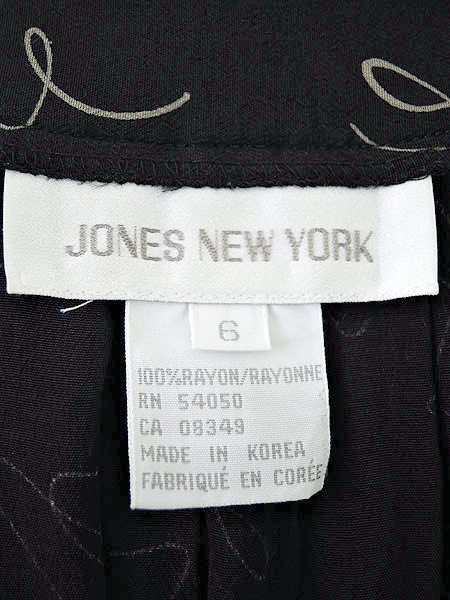 JONES NEW YORK
6
100%RAYON/RAYONNE
RN 54050
CA 08349
MADE IN KOREA
FABRIQUÉ EN CORÉE